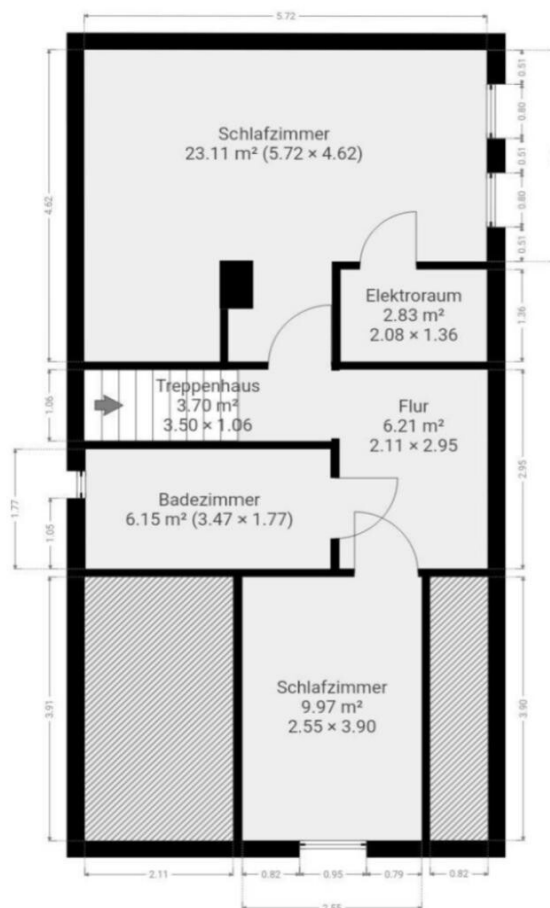 5.72
0.51
0.80
0.51
0.80
0.51
4.62
Schlafzimmer
23.11 m² (5.72 × 4.62)
Elektroraum
2.83 m²
2.08 × 1.36
1.36
Treppenhaus
3.70 m²
3.50 × 1.06
1.06
Flur
6.21 m²
2.11 × 2.95
2.95
Badezimmer
6.15 m² (3.47 × 1.77)
1.77
1.05
Schlafzimmer
9.97 m²
2.55 × 3.90
3.91
3.90
2.11
0.82
0.95
0.79
0.82
2.55